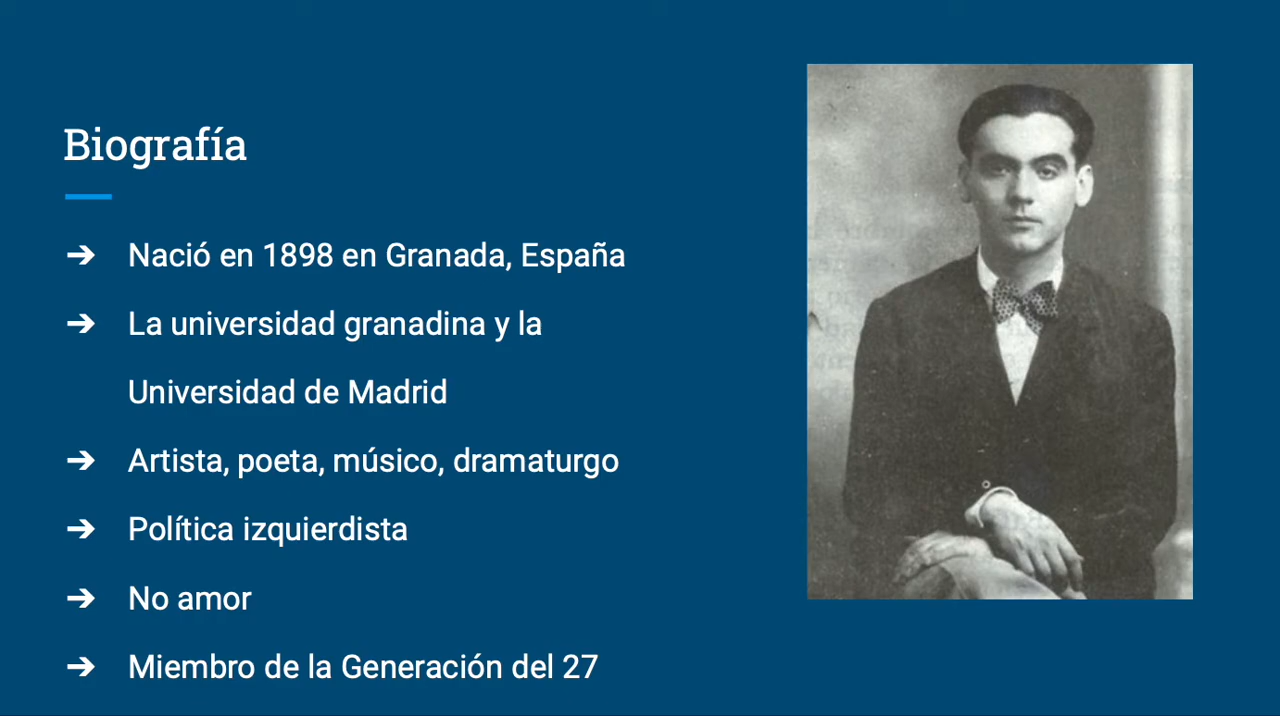 Biografía
➔ Nació en 1898 en Granada, España
➔ La universidad granadina y la
Universidad de Madrid
➔ Artista, poeta, músico, dramaturgo
➔ Política izquierdista
➔ No amor
➔ Miembro de la Generación del 27